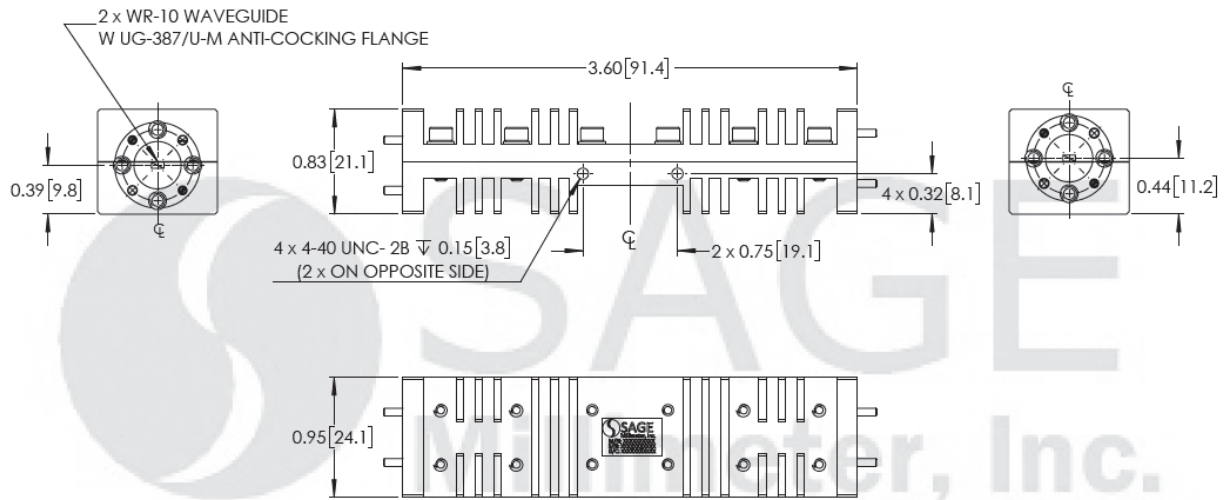 2 x WR-10 WAVEGUIDE
W UG-387/U-M ANTI-COCKING FLANGE
3.60[91.4]
℄
0.83[21.1]
0.39[9.8]
4 x 0.32[8.1]
0.44[11.2]
℄
4 x 4-40 UNC- 2B ↧ 0.15[3.8]
(2 x ON OPPOSITE SIDE)
℄
2 x 0.75[19.1]
SAGE
0.95[24.1]
SAGE
Millimeter, Inc.
Millimeter, Inc.